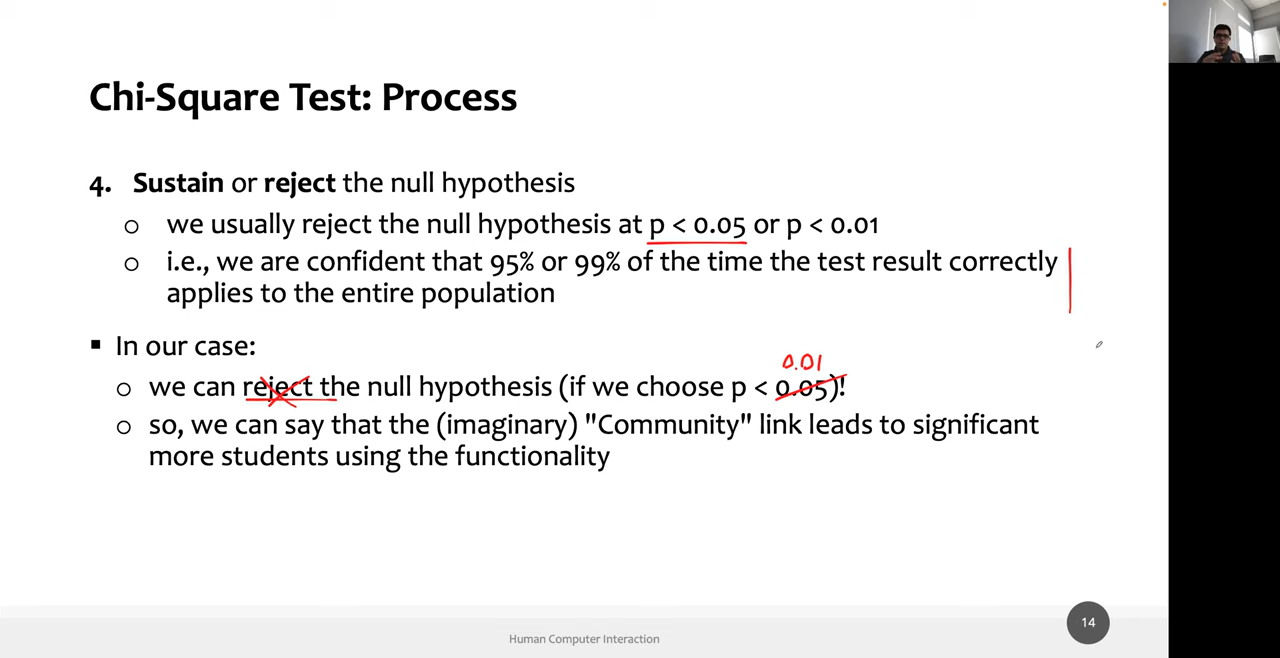 Chi-Square Test: Process
4. Sustain or reject the null hypothesis
o we usually reject the null hypothesis at p < 0.05 or p < 0.01
o i.e., we are confident that 95% or 99% of the time the test result correctly
applies to the entire population
▪ In our case:
0.01
o we can reject the null hypothesis (if we choose p < 0.05)!
o so, we can say that the (imaginary) "Community" link leads to significant
more students using the functionality
Human Computer Interaction
14